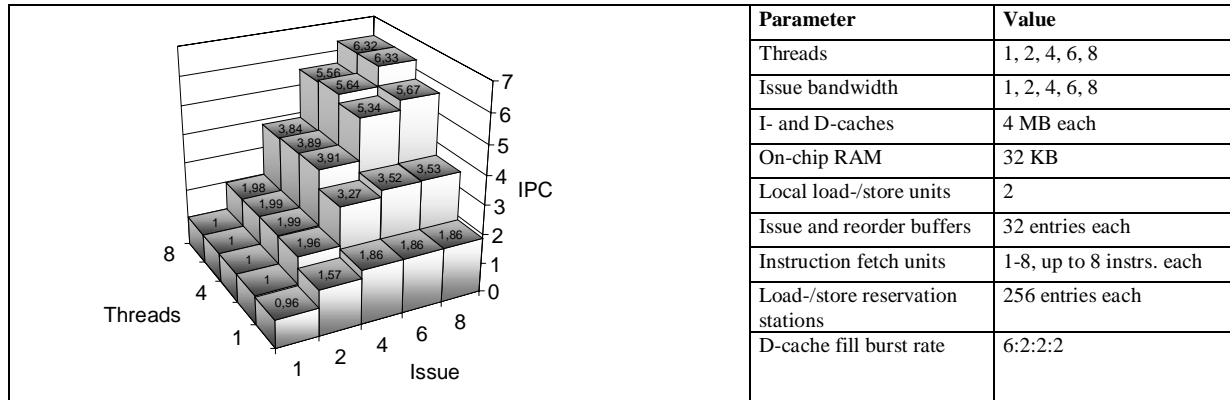 6,32
6,33
5,56
5,64
5,67
5,34
3,84
3,89
3,91
3,52
3,53
3,27
1,98
1,99
1,99
1,96
1,86
1,86
1,86
1,57
1
1
1
1
0,96
7
6
5
4
3
2
1
0
IPC
8
4
1
Threads
1
2
4
6
8
Issue
Parameter Value
Threads 1, 2, 4, 6, 8
Issue bandwidth 1, 2, 4, 6, 8
I- and D-caches 4 MB each
On-chip RAM 32 KB
Local load-/store units 2
Issue and reorder buffers 32 entries each
Instruction fetch units 1-8, up to 8 instrs. each
Load-/store reservation 256 entries each
stations
D-cache fill burst rate 6:2:2:2